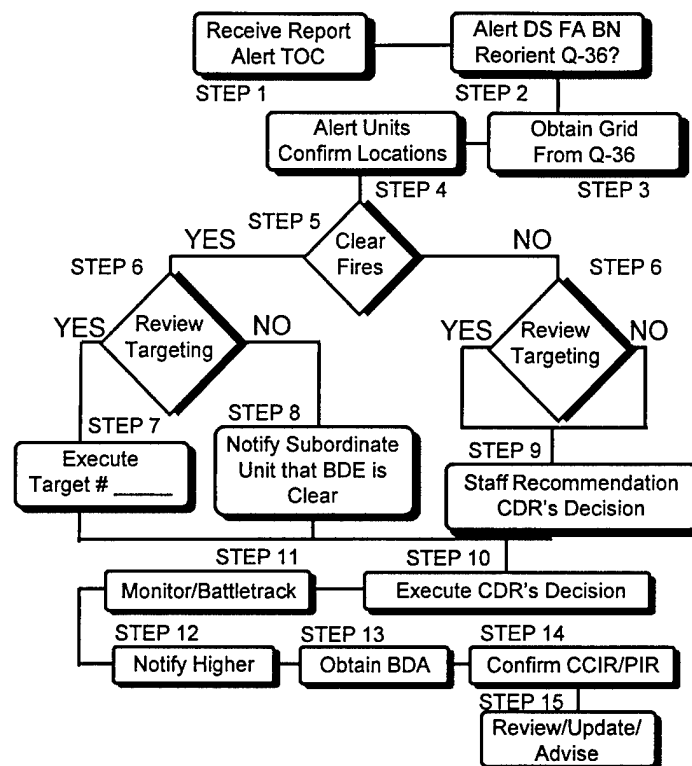 Receive Report
Alert TOC
STEP 1
Alert DS FA BN
Reorient Q-36?
STEP 2
Obtain Grid
From Q-36
STEP 3
Alert Units
Confirm Locations
STEP 4
STEP 5
Clear
Fires
YES
NO
STEP 6
Review
Targeting
YES
NO
STEP 6
Review
Targeting
YES
NO
STEP 7
Execute
Target # ______
STEP 8
Notify Subordinate
Unit that BDE is
Clear
STEP 9
Staff Recommendation
CDR's Decision
STEP 10
Execute CDR's Decision
STEP 11
Monitor/Battletrack
STEP 12
Notify Higher
STEP 13
Obtain BDA
STEP 14
Confirm CCIR/PIR
STEP 15
Review/Update/
Advise